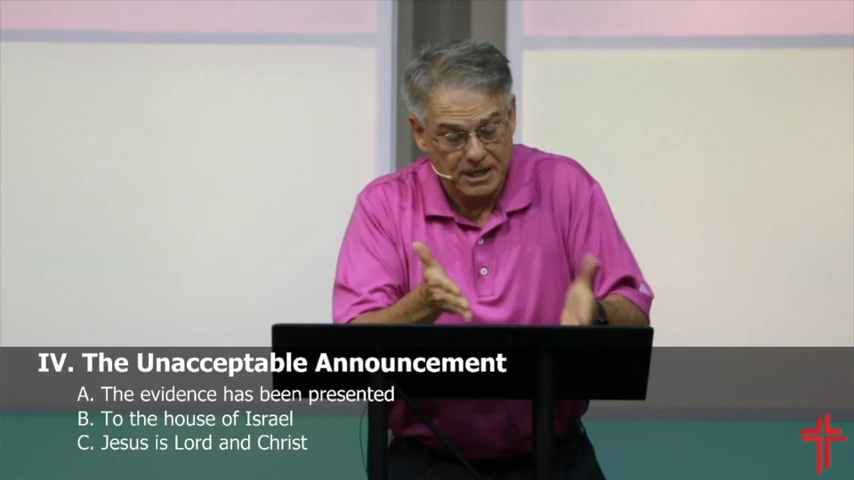 IV. The Unacceptable Announcement
A. The evidence has been presented
B. To the house of Israel
C. Jesus is Lord and Christ